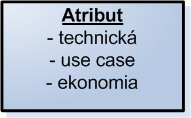 Atribut
- technická
- use case
- ekonomia